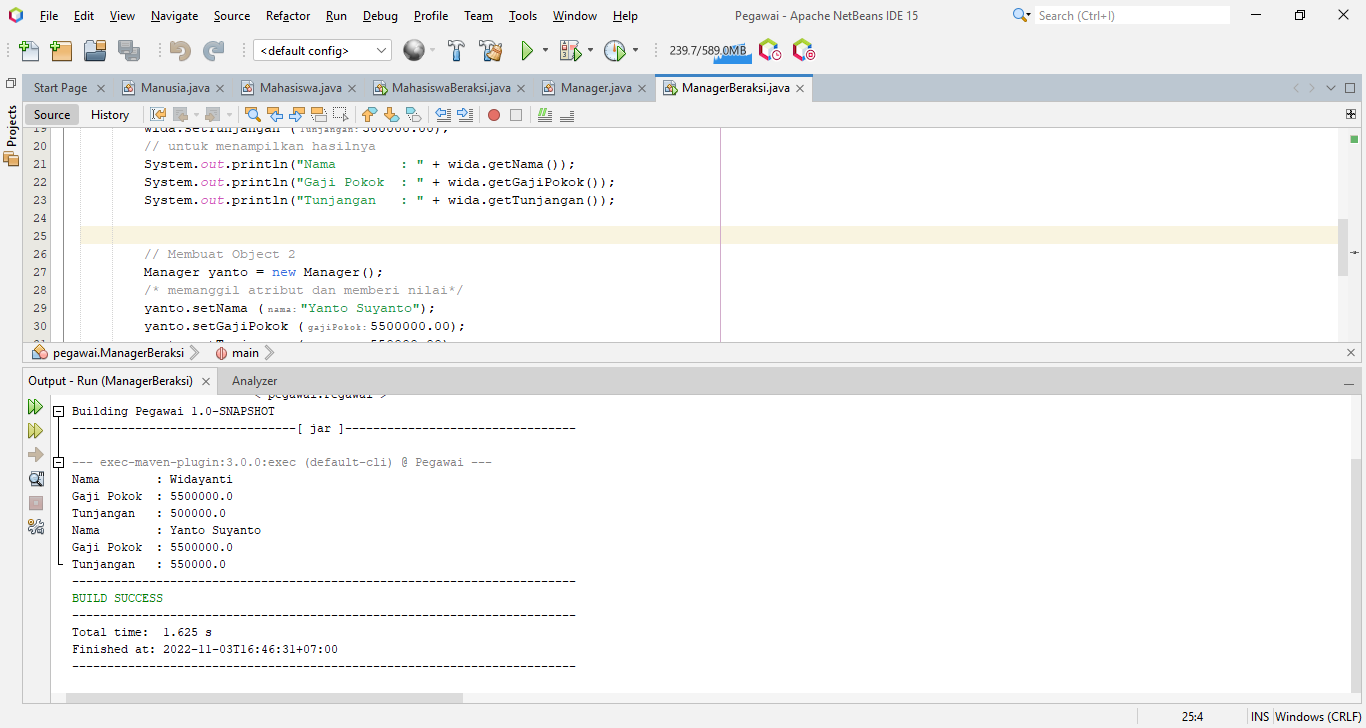 File Edit View Navigate Source Refactor Run Debug Profile Team Tools Window Help Pegawai - Apache NetBeans IDE 15 Search (Ctrl+I)
<default config> 239.7/589.0MB
Start Page Manusia.java Mahasiswa.java MahasiswaBeraksi.java Manager.java ManagerBeraksi.java
Projects
Source History
19 wida.setTunjangan (tunjangan: 500000.00);
20 // untuk menampilkan hasilnya
21 System.out.println("Nama         : " + wida.getNama());
22 System.out.println("Gaji Pokok  : " + wida.getGajiPokok());
23 System.out.println("Tunjangan   : " + wida.getTunjangan());
24
25
26 // Membuat Object 2
27 Manager yanto = new Manager();
28 /* memanggil atribut dan memberi nilai*/
29 yanto.setNama (nama: "Yanto Suyanto");
30 yanto.setGajiPokok (gajiPokok: 5500000.00);
pegawai.ManagerBeraksi main
Output - Run (ManagerBeraksi) Analyzer
Building Pegawai 1.0-SNAPSHOT
--------------------------------[ jar ]---------------------------------
--- exec-maven-plugin:3.0.0:exec (default-cli) @ Pegawai ---
Nama        : Widayanti
Gaji Pokok  : 5500000.0
Tunjangan   : 500000.0
Nama        : Yanto Suyanto
Gaji Pokok  : 5500000.0
Tunjangan   : 550000.0
------------------------------------------------------------------------
BUILD SUCCESS
------------------------------------------------------------------------
Total time:  1.625 s
Finished at: 2022-11-03T16:46:31+07:00
------------------------------------------------------------------------
25:4 INS Windows (CRLF)